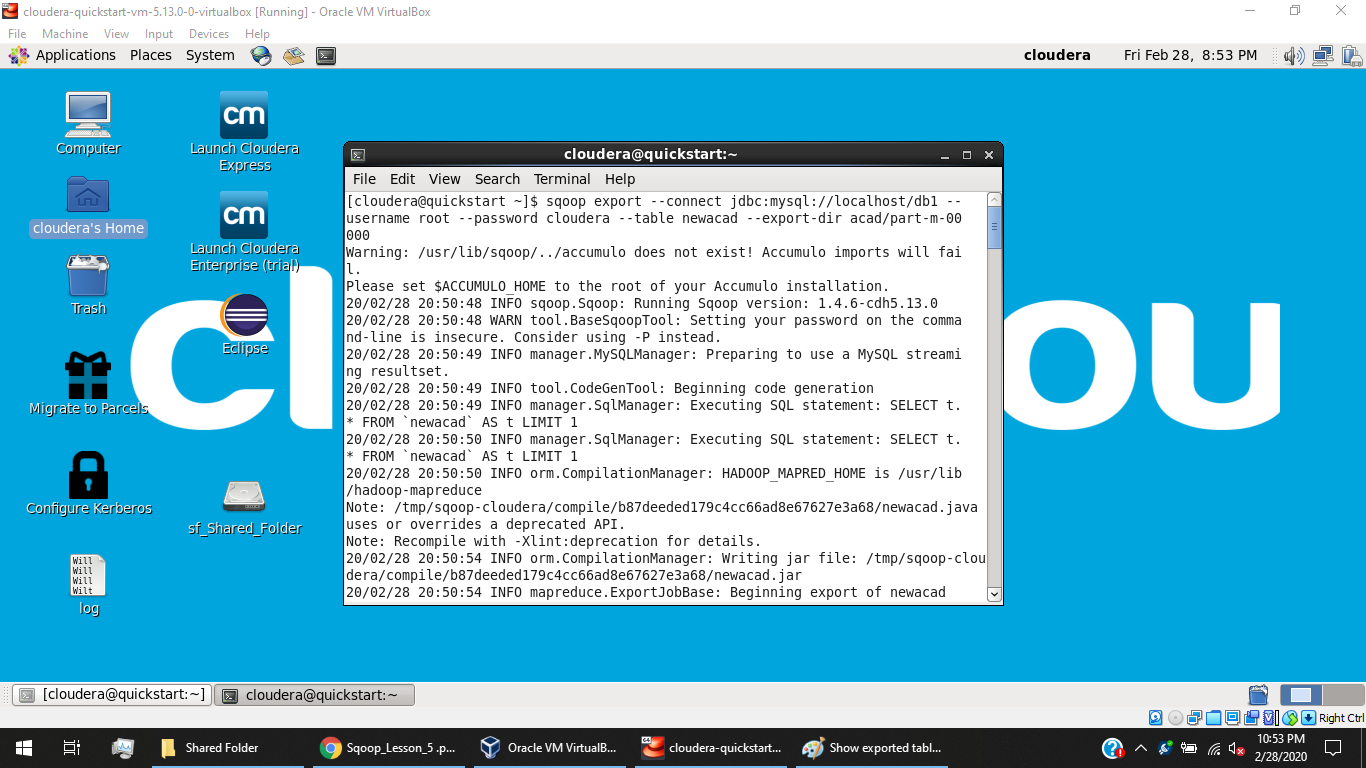 cloudera-quickstart-vm-5.13.0-0-virtualbox [Running] - Oracle VM VirtualBox
File Machine View Input Devices Help
Applications Places System
cloudera Fri Feb 28, 8:53 PM
Computer
Launch Cloudera
Express
cloudera's Home
Launch Cloudera
Enterprise (trial)
Trash
Eclipse
Migrate to Parcels
Configure Kerberos
sf_Shared_Folder
Will
Will
Will
Wilt
log
cm
cm
cl
ou
cloudera@quickstart:~
File Edit View Search Terminal Help
[cloudera@quickstart ~]$ sqoop export --connect jdbc:mysql://localhost/db1 --
username root --password cloudera --table newacad --export-dir acad/part-m-00
000
Warning: /usr/lib/sqoop/../accumulo does not exist! Accumulo imports will fai
l.
Please set $ACCUMULO_HOME to the root of your Accumulo installation.
20/02/28 20:50:48 INFO sqoop.Sqoop: Running Sqoop version: 1.4.6-cdh5.13.0
20/02/28 20:50:48 WARN tool.BaseSqoopTool: Setting your password on the comma
nd-line is insecure. Consider using -P instead.
20/02/28 20:50:49 INFO manager.MySQLManager: Preparing to use a MySQL streami
ng resultset.
20/02/28 20:50:49 INFO tool.CodeGenTool: Beginning code generation
20/02/28 20:50:49 INFO manager.SqlManager: Executing SQL statement: SELECT t.
* FROM `newacad` AS t LIMIT 1
20/02/28 20:50:50 INFO manager.SqlManager: Executing SQL statement: SELECT t.
* FROM `newacad` AS t LIMIT 1
20/02/28 20:50:50 INFO orm.CompilationManager: HADOOP_MAPRED_HOME is /usr/lib
/hadoop-mapreduce
Note: /tmp/sqoop-cloudera/compile/b87deeded179c4cc66ad8e67627e3a68/newacad.java
uses or overrides a deprecated API.
Note: Recompile with -Xlint:deprecation for details.
20/02/28 20:50:54 INFO orm.CompilationManager: Writing jar file: /tmp/sqoop-clou
dera/compile/b87deeded179c4cc66ad8e67627e3a68/newacad.jar
20/02/28 20:50:54 INFO mapreduce.ExportJobBase: Beginning export of newacad
[cloudera@quickstart:~] cloudera@quickstart:~
Right Ctrl
Shared Folder Sqoop_Lesson_5 .p... Oracle VM VirtualB... cloudera-quickstart... Show exported tabl...
10:53 PM
2/28/2020